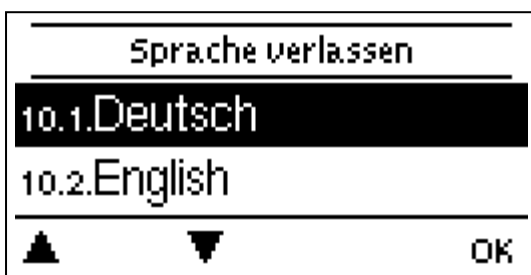 Sprache verlassen
10.1.Deutsch
10.2.English
▲ ▼ OK